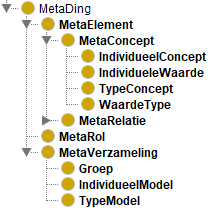 MetaDing
MetaElement
MetaConcept
IndividueelConcept
IndividueleWaarde
TypeConcept
WaardeType
MetaRelatie
MetaRol
MetaVerzameling
Groep
IndividueelModel
TypeModel